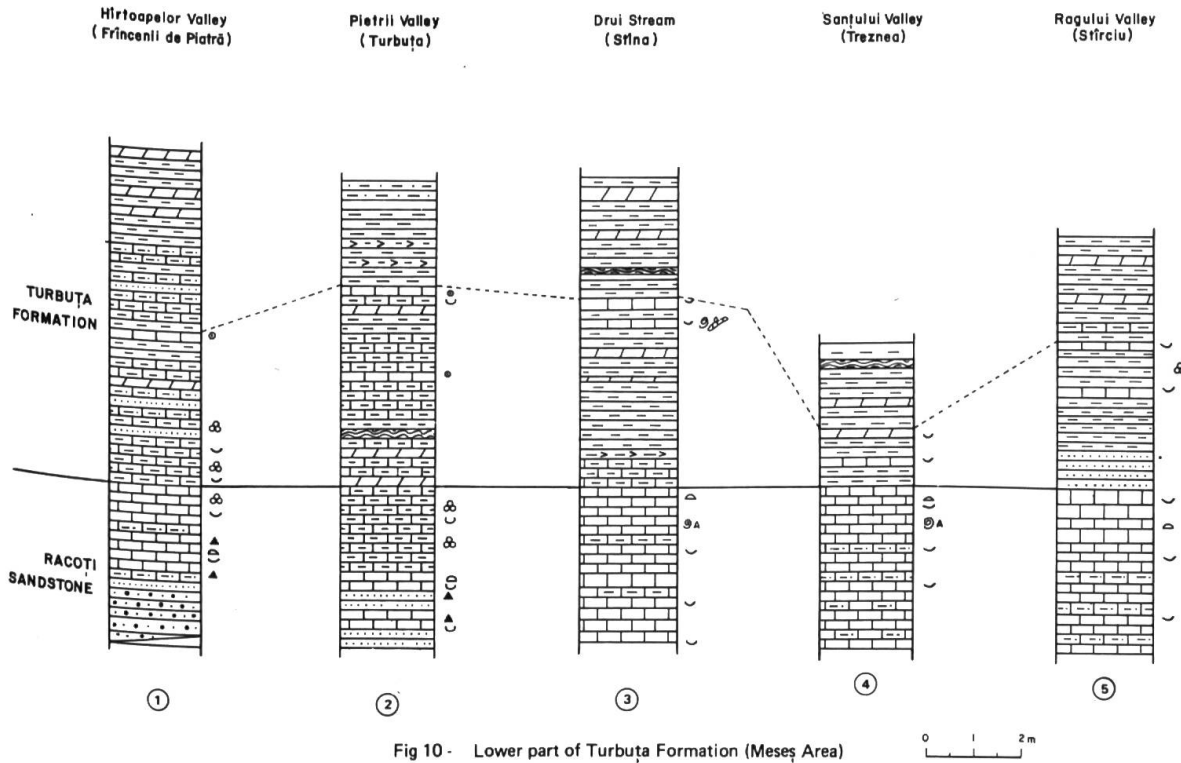 Hîrtoapelor Valley
(Frîncenii de Piatră)
Pietrii Valley
(Turbuța)
Drui Stream
(Stîna)
Sanțului Valley
(Treznea)
Ragului Valley
(Stîrciu)
TURBUȚA
FORMATION
RACOȚI
SANDSTONE
A
A
1
2
3
4
5
Fig 10 - Lower part of Turbuța Formation (Meseș Area)
0 1 2 m